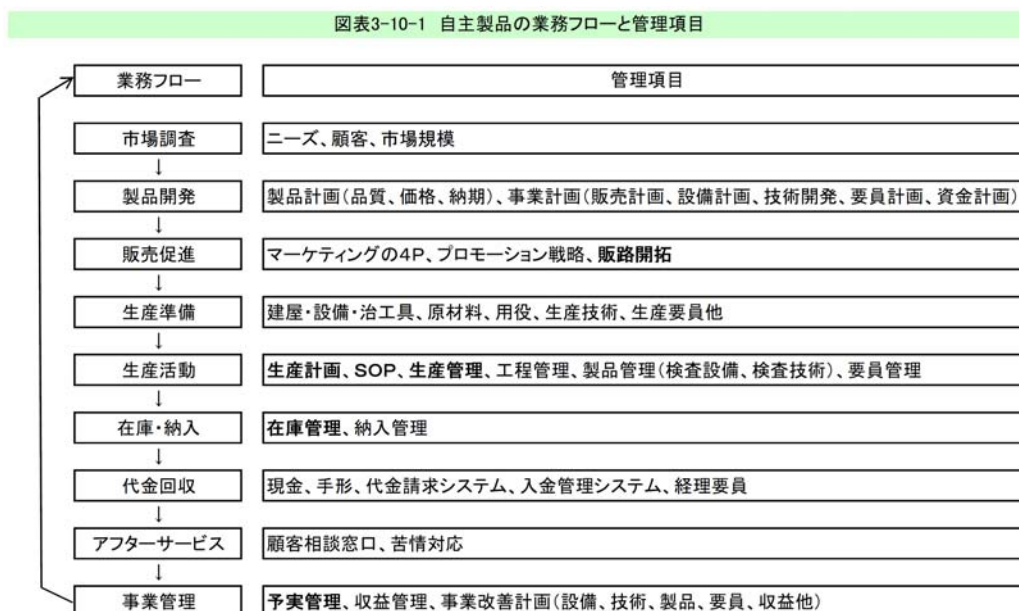 図表3-10-1 自主製品の業務フローと管理項目
業務フロー 管理項目
市場調査 ニーズ、顧客、市場規模
↓
製品開発 製品計画(品質、価格、納期)、事業計画(販売計画、設備計画、技術開発、要員計画、資金計画)
↓
販売促進 マーケティングの4P、プロモーション戦略、販路開拓
↓
生産準備 建屋・設備・治工具、原材料、用役、生産技術、生産要員他
↓
生産活動 生産計画、SOP、生産管理、工程管理、製品管理(検査設備、検査技術)、要員管理
↓
在庫・納入 在庫管理、納入管理
↓
代金回収 現金、手形、代金請求システム、入金管理システム、経理要員
↓
アフターサービス 顧客相談窓口、苦情対応
↓
事業管理 予実管理、収益管理、事業改善計画(設備、技術、製品、要員、収益他)